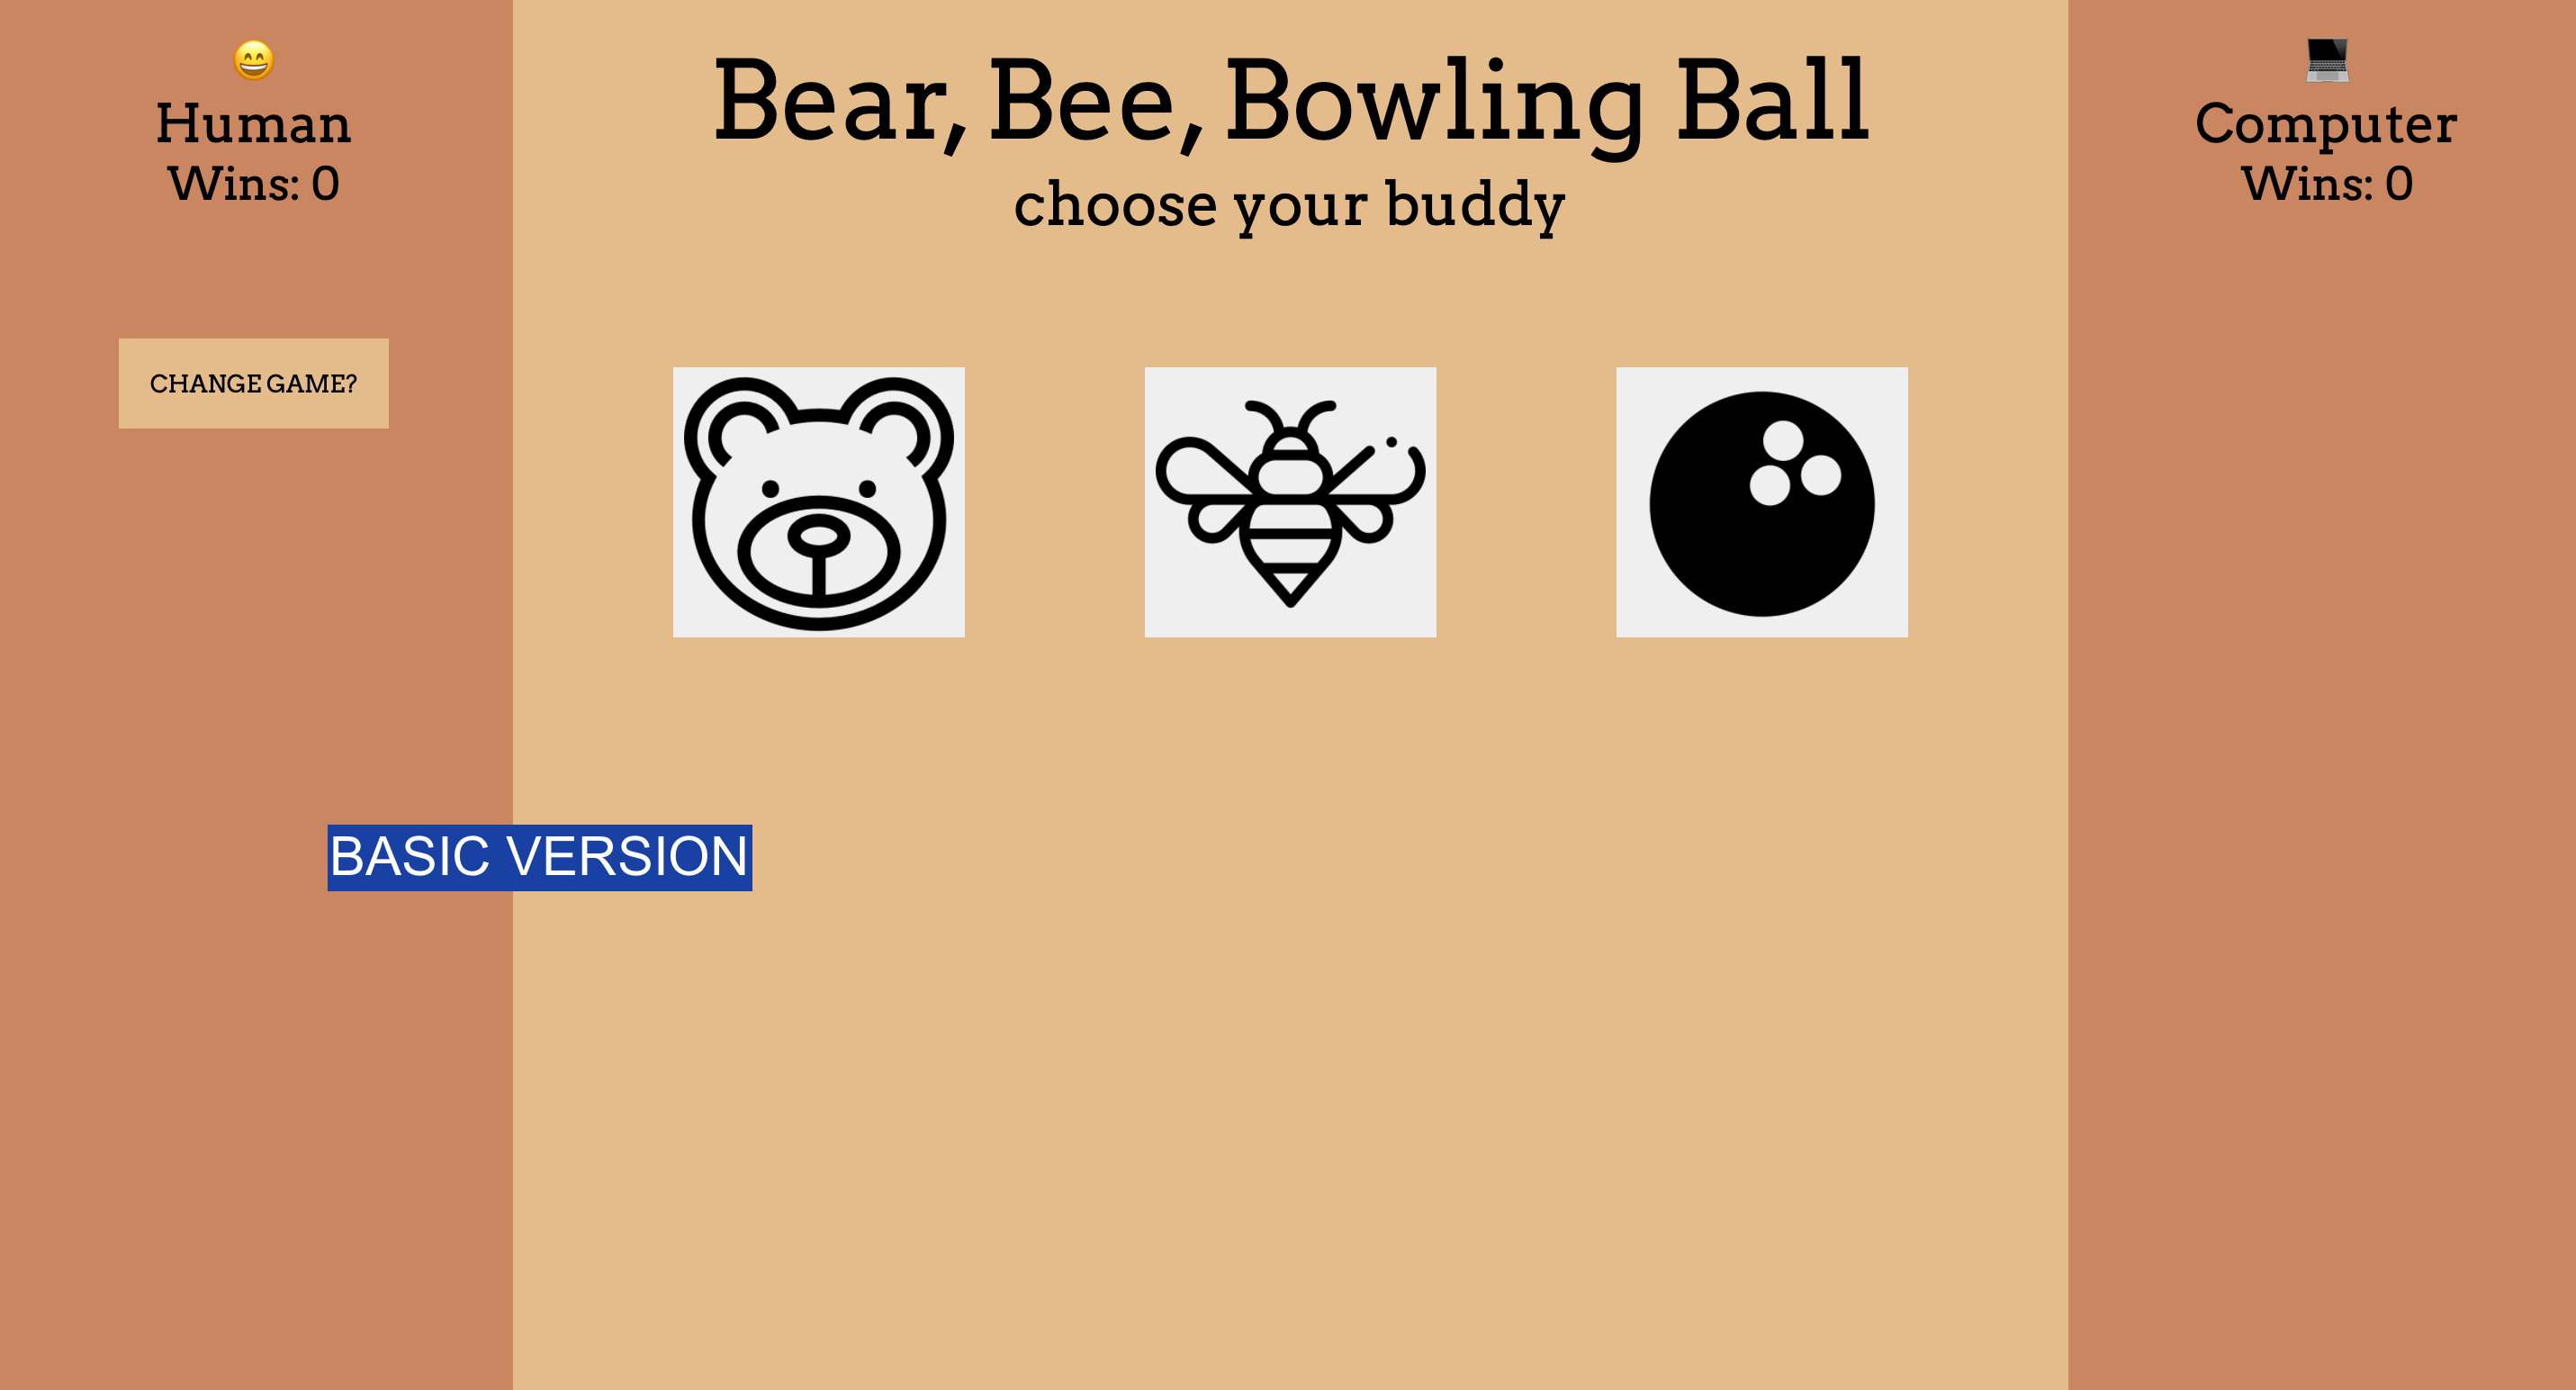 Human
Wins: 0
CHANGE GAME?
Bear, Bee, Bowling Ball
choose your buddy
Computer
Wins: 0
BASIC VERSION